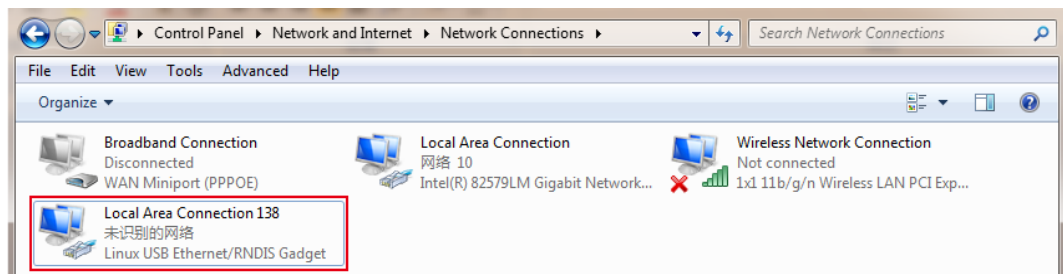 Control Panel Network and Internet Network Connections Search Network Connections
File Edit View Tools Advanced Help
Organize
Broadband Connection
Disconnected
WAN Miniport (PPPOE)
Local Area Connection
网络 10
Intel(R) 82579LM Gigabit Network...
Wireless Network Connection
Not connected
1x1 11b/g/n Wireless LAN PCI Exp...
Local Area Connection 138
未识别的网络
Linux USB Ethernet/RNDIS Gadget